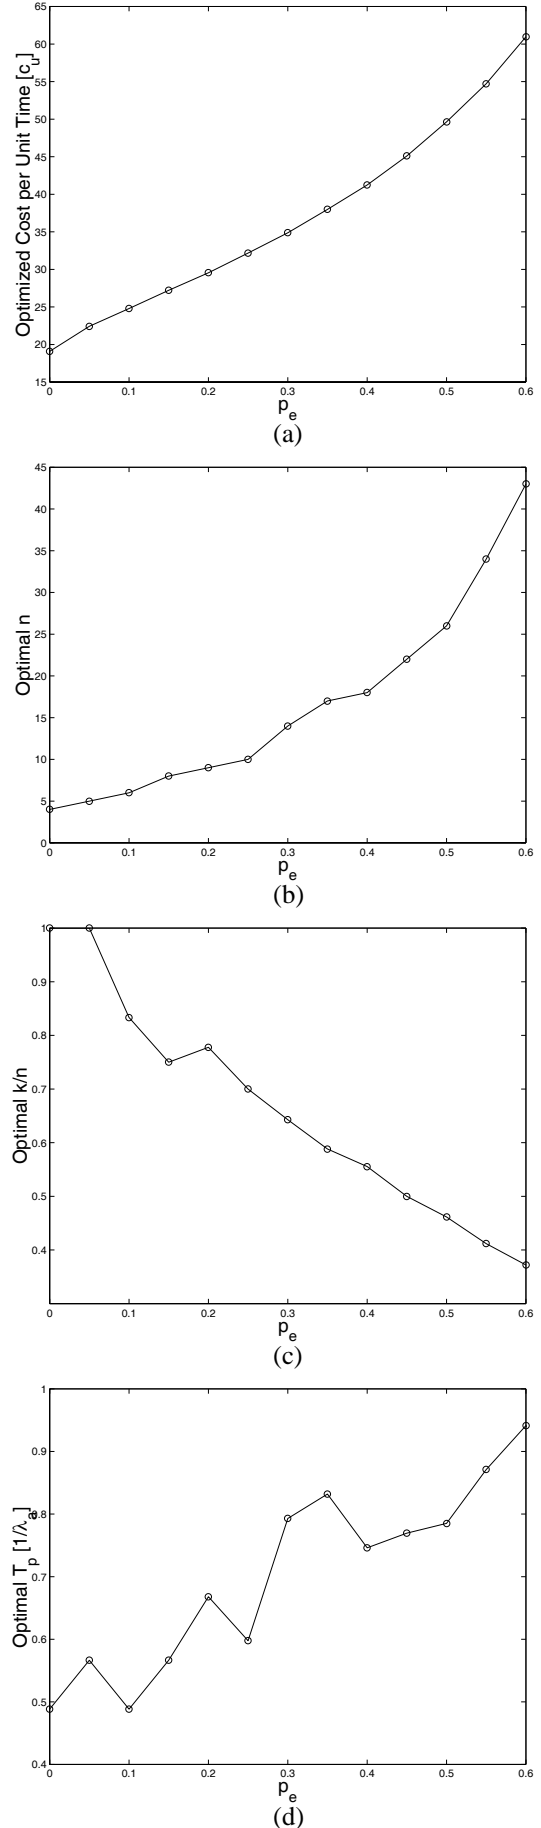 65
60
55
50
45
40
35
30
25
20
15
Optimized Cost per Unit Time [c_u]
0 0.1 0.2 0.3 0.4 0.5 0.6
p_e
(a)
45
40
35
30
25
20
15
10
5
0
Optimal n
0 0.1 0.2 0.3 0.4 0.5 0.6
p_e
(b)
1
0.9
0.8
0.7
0.6
0.5
0.4
Optimal k/n
0 0.1 0.2 0.3 0.4 0.5 0.6
p_e
(c)
1
0.9
0.8
0.7
0.6
0.5
0.4
Optimal T_p [1/λ_a]
0 0.1 0.2 0.3 0.4 0.5 0.6
p_e
(d)